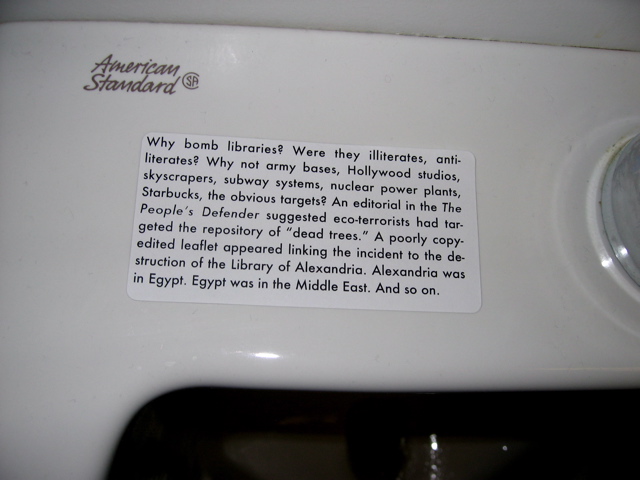 American
Standard SA
Why bomb libraries? Were they illiterates, anti-
literates? Why not army bases, Hollywood studios,
skyscrapers, subway systems, nuclear power plants,
Starbucks, the obvious targets? An editorial in the The
People's Defender suggested eco-terrorists had tar-
geted the repository of "dead trees." A poorly copy-
edited leaflet appeared linking the incident to the de-
struction of the Library of Alexandria. Alexandria was
in Egypt. Egypt was in the Middle East. And so on.